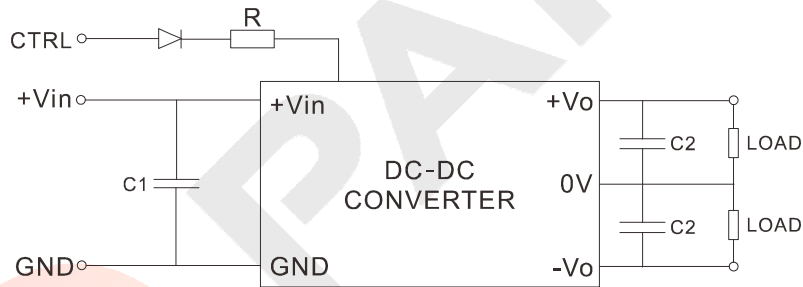 R
CTRL
+Vin
+Vin
+Vo
C1
C2
LOAD
DC-DC
CONVERTER
0V
C2
LOAD
GND
GND
-Vo